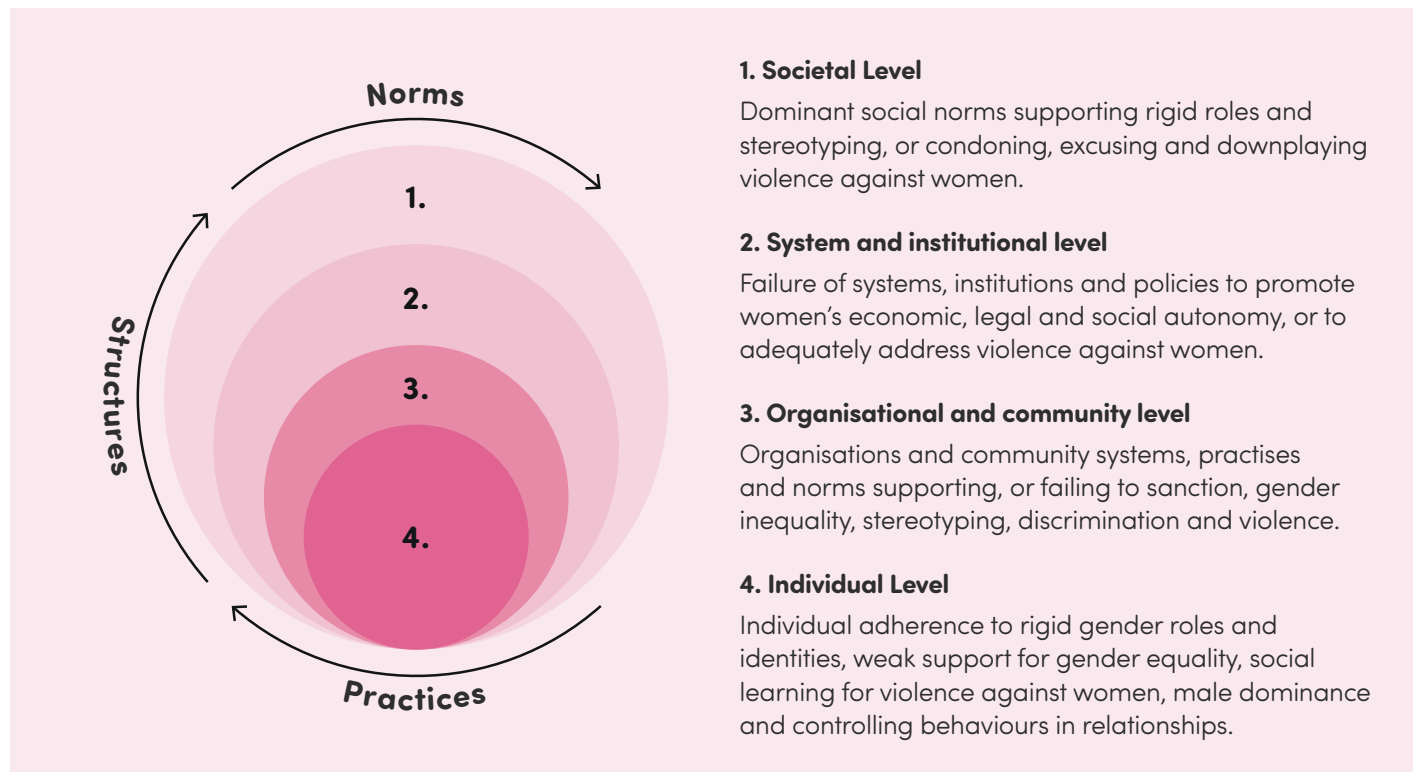 Norms
Structures
Practices
1.
2.
3.
4.
1. Societal Level
Dominant social norms supporting rigid roles and
stereotyping, or condoning, excusing and downplaying
violence against women.
2. System and institutional level
Failure of systems, institutions and policies to promote
women’s economic, legal and social autonomy, or to
adequately address violence against women.
3. Organisational and community level
Organisations and community systems, practises
and norms supporting, or failing to sanction, gender
inequality, stereotyping, discrimination and violence.
4. Individual Level
Individual adherence to rigid gender roles and
identities, weak support for gender equality, social
learning for violence against women, male dominance
and controlling behaviours in relationships.